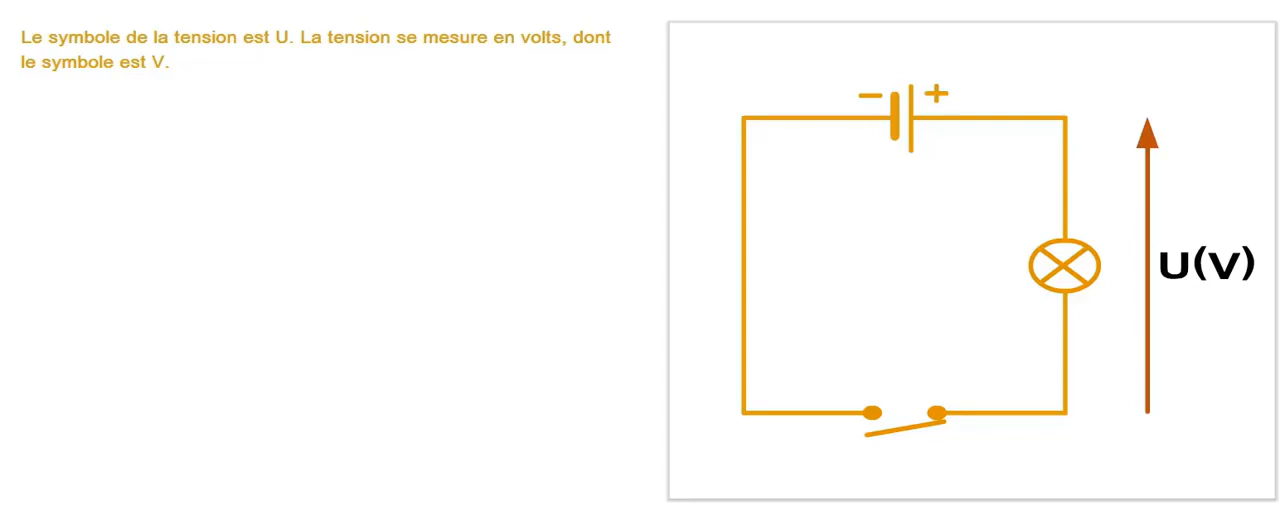 Le symbole de la tension est U. La tension se mesure en volts, dont
le symbole est V.
− +
U(V)